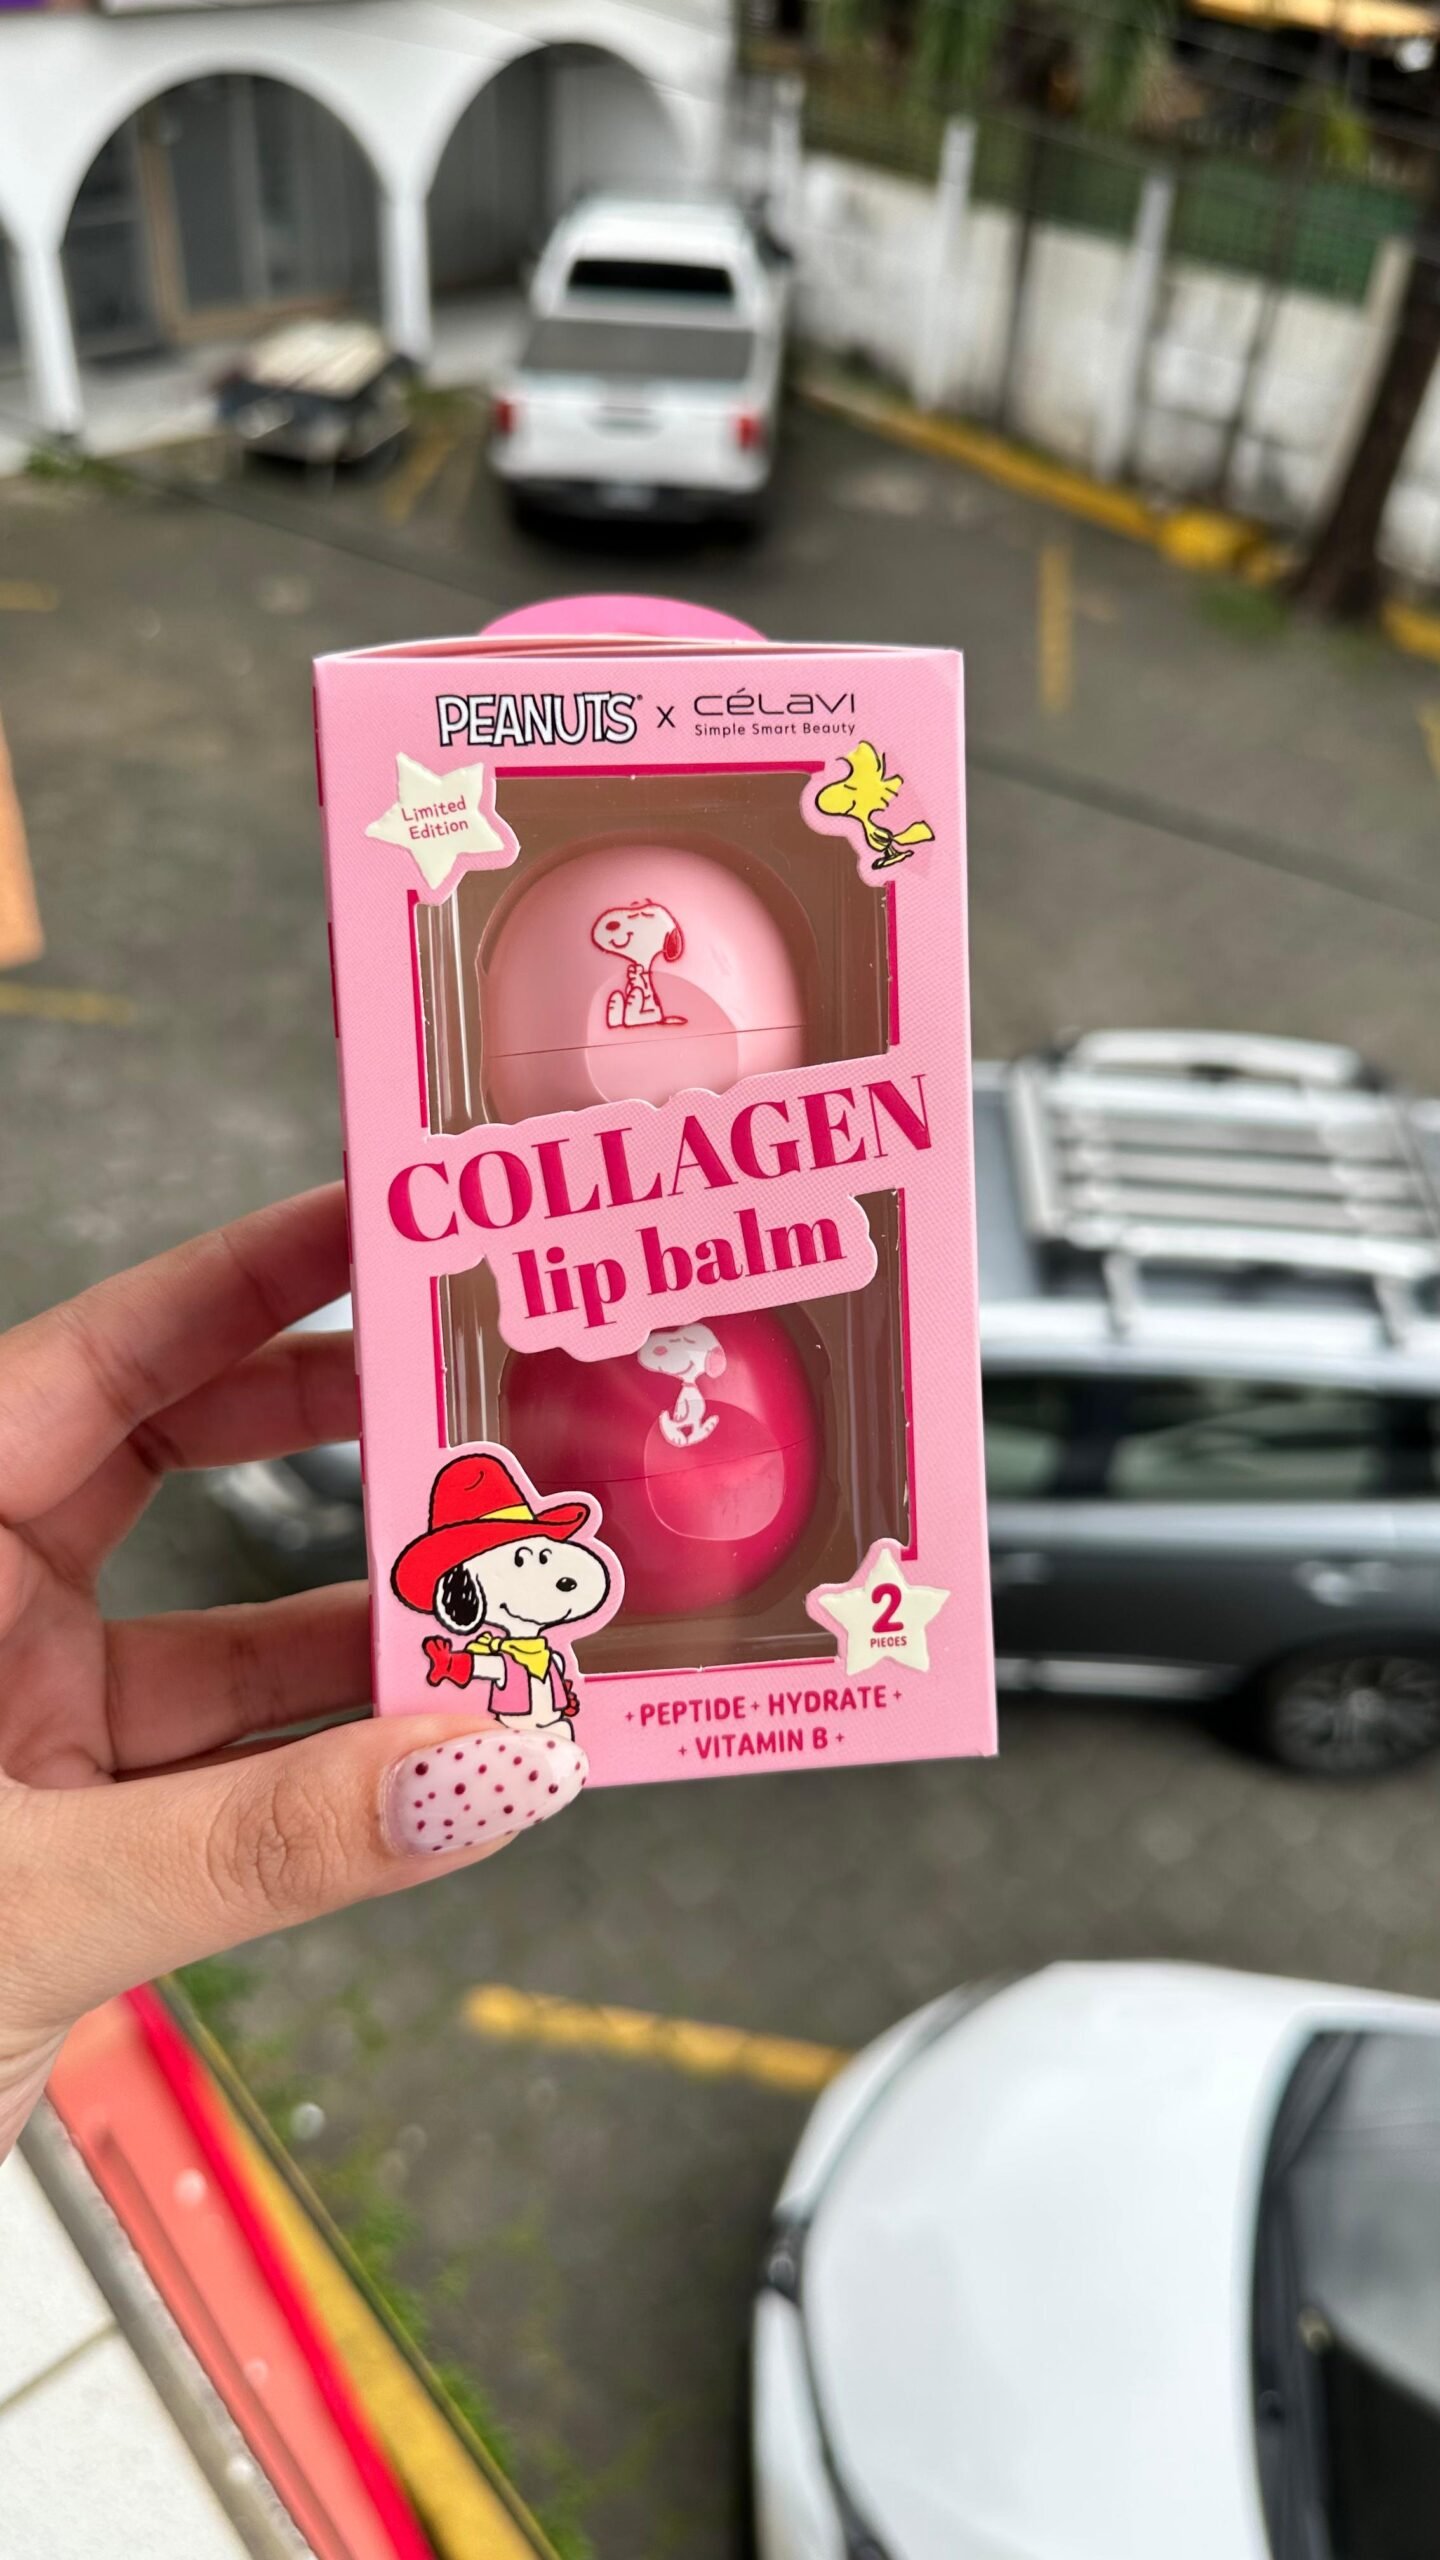 PEANUTS x CÉLAVI
Simple Smart Beauty
Limited
Edition
COLLAGEN
lip balm
2
PIECES
+ PEPTIDE + HYDRATE +
+ VITAMIN B +